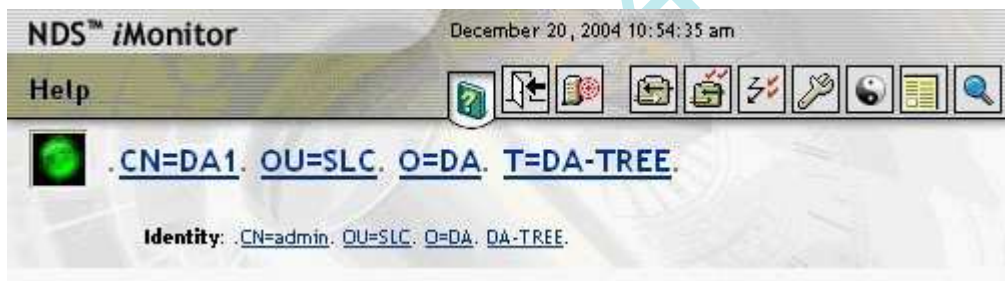 NDS™ iMonitor December 20, 2004 10:54:35 am
Help
.CN=DA1. OU=SLC. O=DA. T=DA-TREE.
Identity: .CN=admin. OU=SLC. O=DA. DA-TREE.